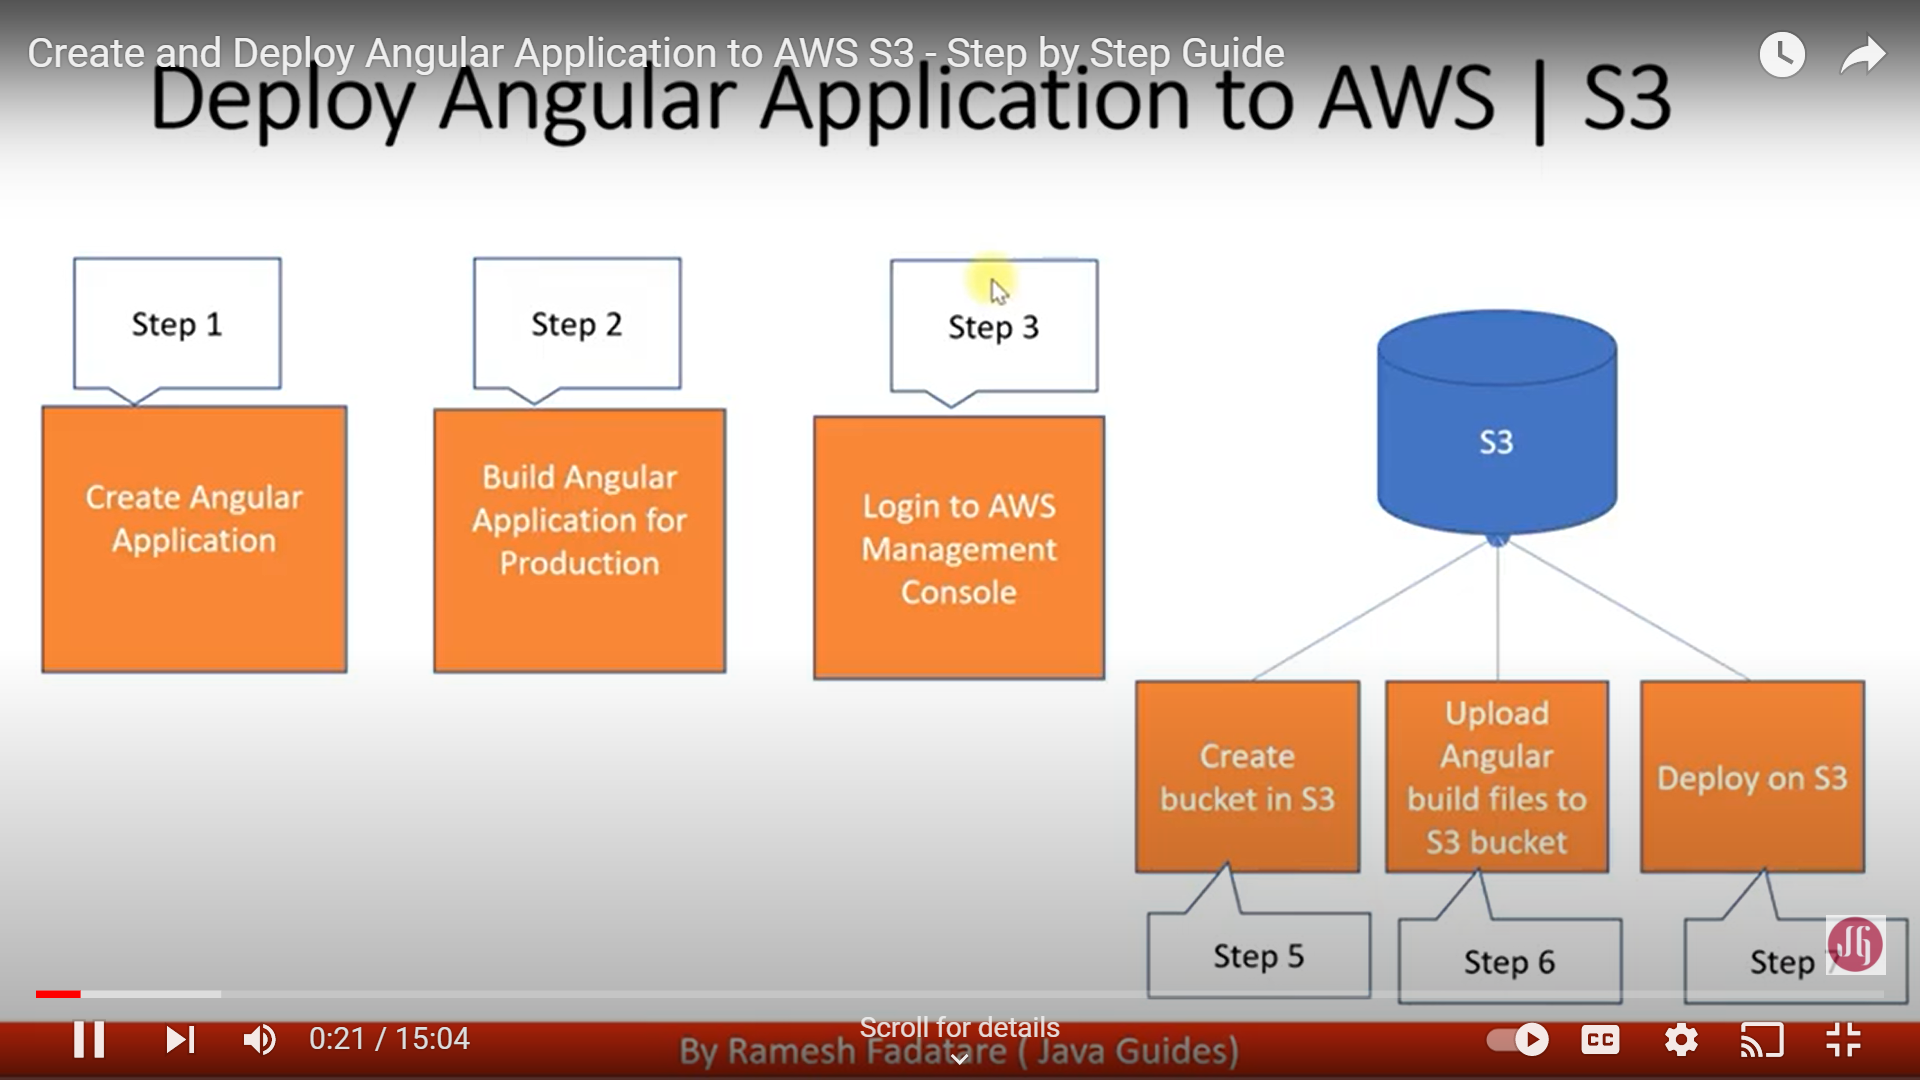 Create and Deploy Angular Application to AWS S3 - Step by Step Guide
Deploy Angular Application to AWS | S3
Step 1
Step 2
Step 3
Create Angular
Application
Build Angular
Application for
Production
Login to AWS
Management
Console
S3
Create
bucket in S3
Upload
Angular
build files to
S3 bucket
Deploy on S3
Step 5
Step 6
Step
JG
0:21 / 15:04
Scroll for details
By Ramesh Fadatare ( Java Guides)
CC